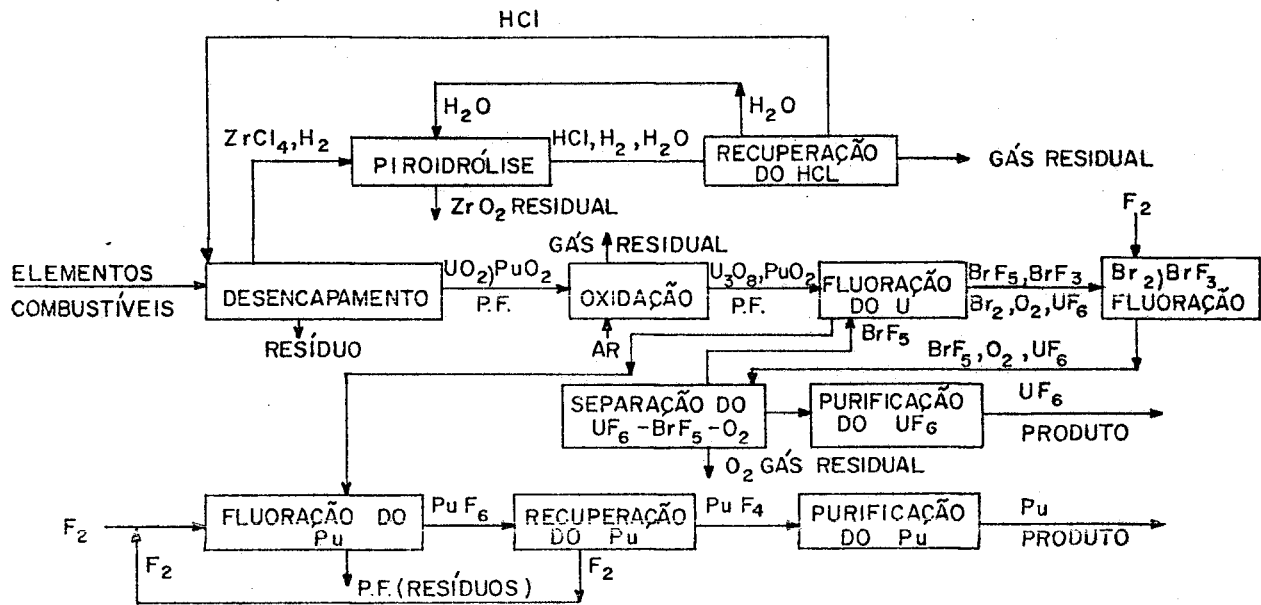 HCl
H2O
H2O
ZrCl4, H2
PIROIDRÓLISE
HCl, H2, H2O
RECUPERAÇÃO
DO HCL
GÁS RESIDUAL
ZrO2 RESIDUAL
F2
GÁS RESIDUAL
ELEMENTOS
COMBUSTÍVEIS
DESENCAPAMENTO
UO2) PuO2
P.F.
OXIDAÇÃO
U3O8, PuO2
P.F.
FLUORAÇÃO
DO U
BrF5, BrF3
Br2, O2, UF6
Br2) BrF3
FLUORAÇÃO
RESÍDUO
AR
BrF5
BrF5, O2, UF6
SEPARAÇÃO DO
UF6-BrF5-O2
PURIFICAÇÃO
DO UF6
UF6
PRODUTO
O2 GÁS RESIDUAL
F2
FLUORAÇÃO DO
Pu
PuF6
RECUPERAÇÃO
DO Pu
PuF4
PURIFICAÇÃO
DO Pu
Pu
PRODUTO
F2
P.F. (RESÍDUOS)
F2